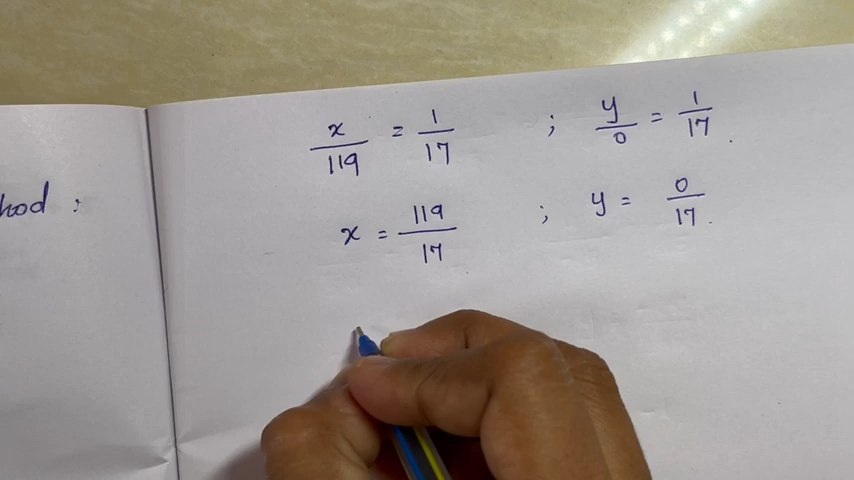 x/119 = 1/17 ; y/0 = 1/17.
hod :
x = 119/17 ; y = 0/17.